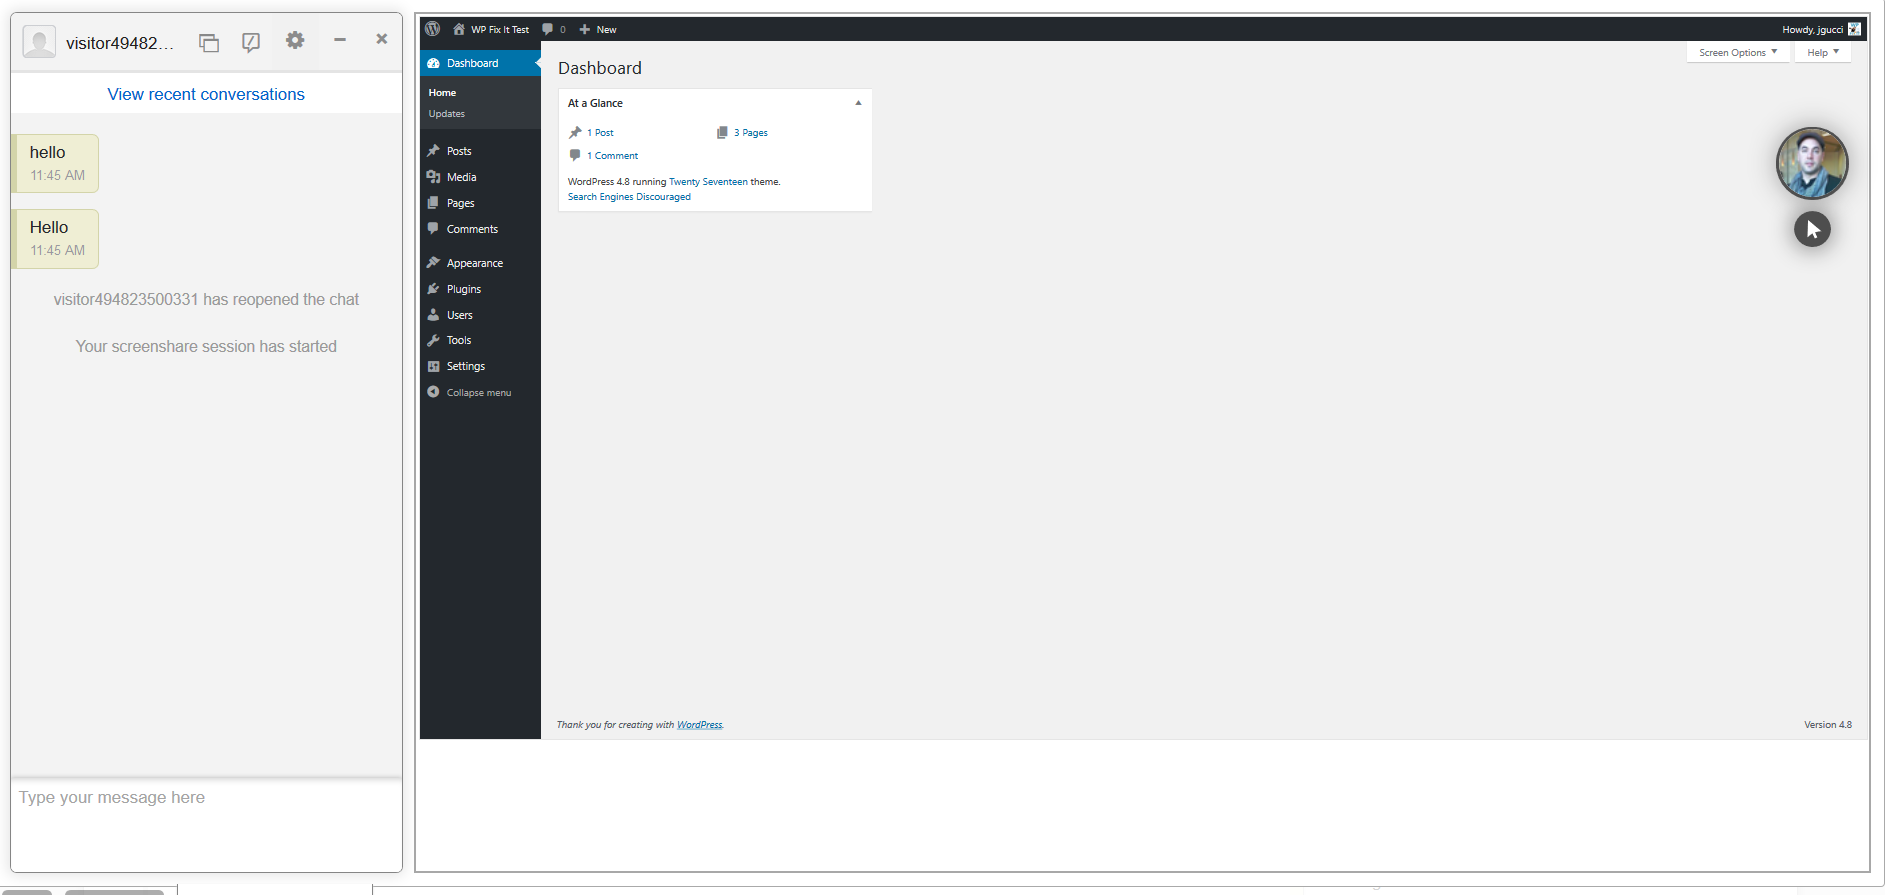 visitor49482...
View recent conversations
hello
11:45 AM
Hello
11:45 AM
visitor494823500331 has reopened the chat
Your screenshare session has started
Type your message here
WP Fix It Test
0
New
Howdy, jgucci
Dashboard
Home
Updates
Posts
Media
Pages
Comments
Appearance
Plugins
Users
Tools
Settings
Collapse menu
Screen Options
Help
Dashboard
At a Glance
1 Post
3 Pages
1 Comment
WordPress 4.8 running Twenty Seventeen theme.
Search Engines Discouraged
Thank you for creating with WordPress.
Version 4.8